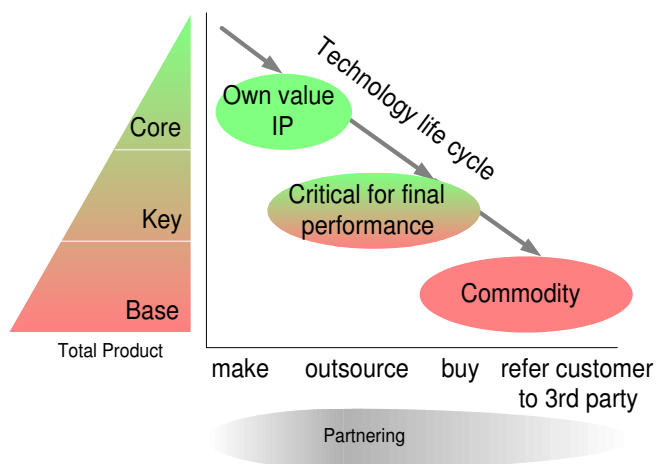 Core
Key
Base
Total Product
Technology life cycle
Own value
IP
Critical for final
performance
Commodity
make outsource buy refer customer
to 3rd party
Partnering